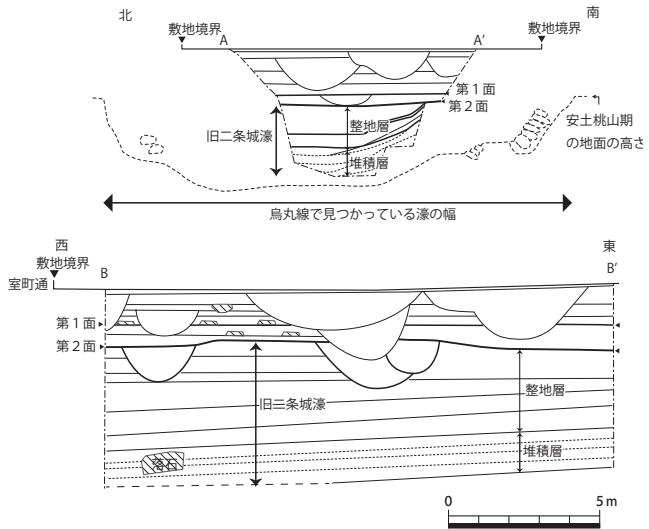 北
南
敷地境界
敷地境界
A
A'
第１面
第２面
旧二条城濠
整地層
堆積層
安土桃山期
の地面の高さ
烏丸線で見つかっている濠の幅
西
東
敷地境界
B
B'
室町通
第１面
第２面
旧二条城濠
整地層
堆積層
落石
0
5 m